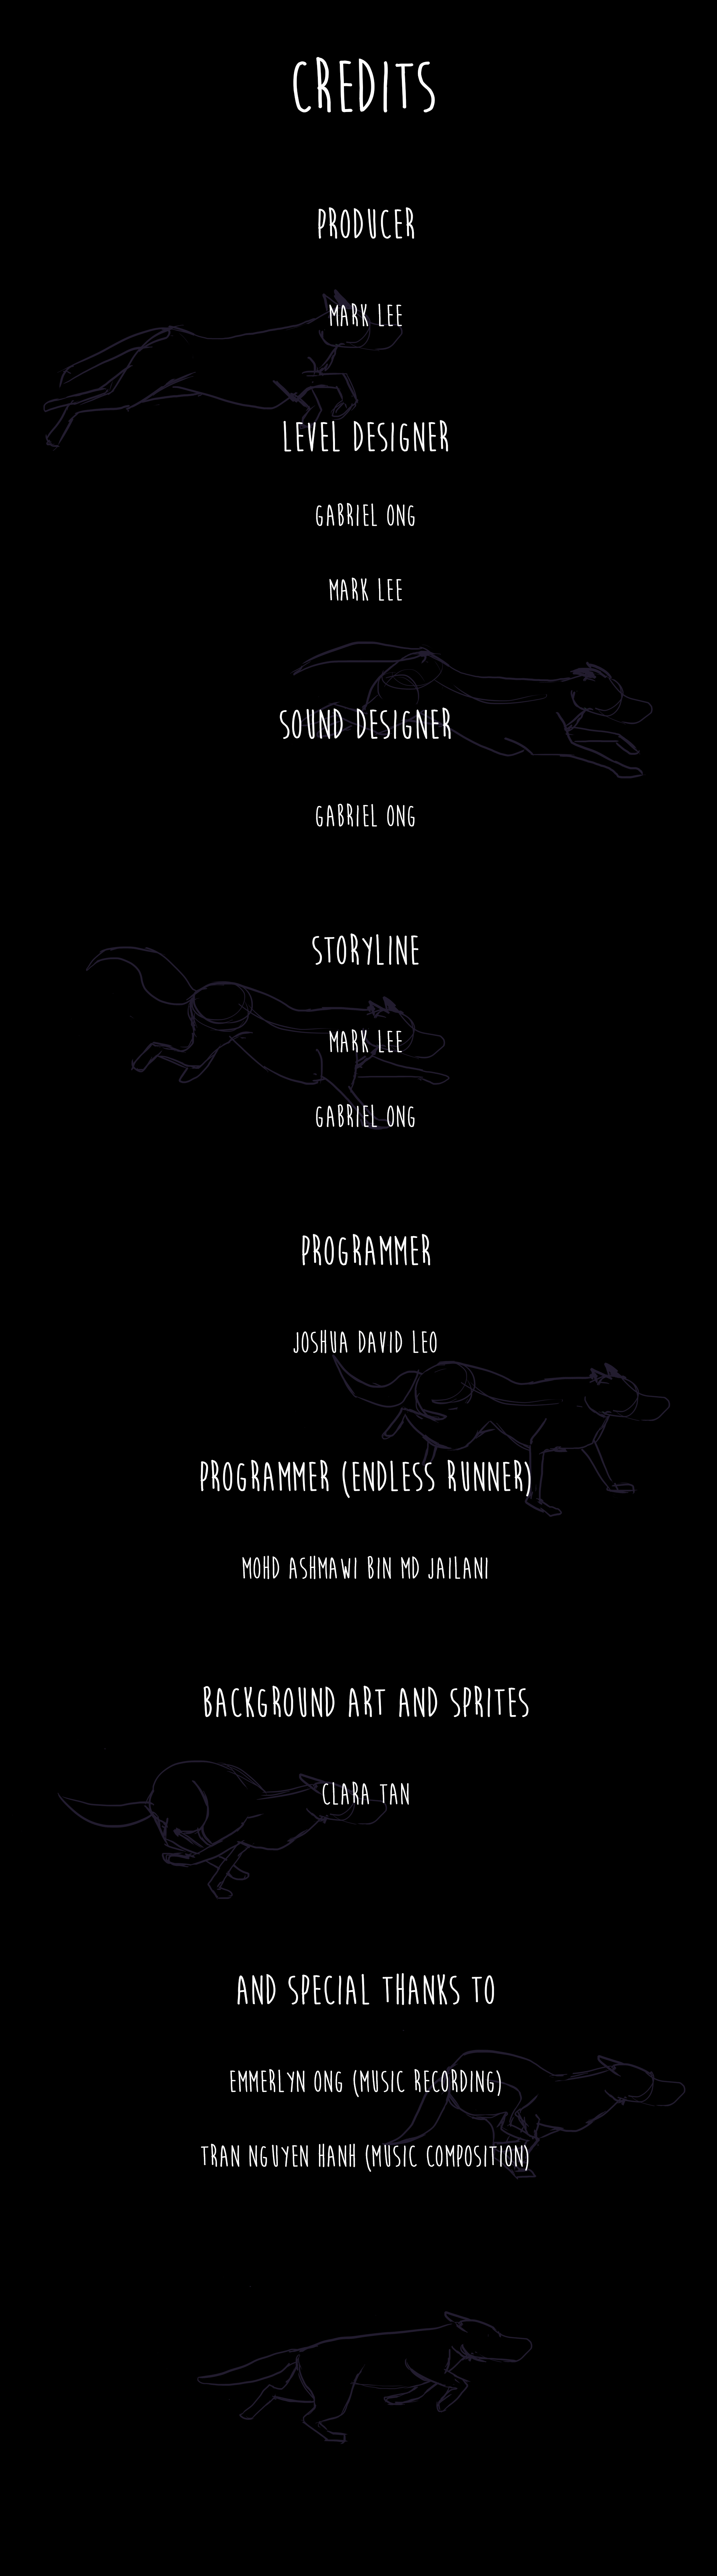 CREDITS
PRODUCER
MARK LEE
LEVEL DESIGNER
GABRIEL ONG
MARK LEE
SOUND DESIGNER
GABRIEL ONG
STORYLINE
MARK LEE
GABRIEL ONG
PROGRAMMER
JOSHUA DAVID LEO
PROGRAMMER (ENDLESS RUNNER)
MOHD ASHMAWI BIN MD JAILANI
BACKGROUND ART AND SPRITES
CLARA TAN
AND SPECIAL THANKS TO
EMMERLYN ONG (MUSIC RECORDING)
TRAN NGUYEN HANH (MUSIC COMPOSITION)